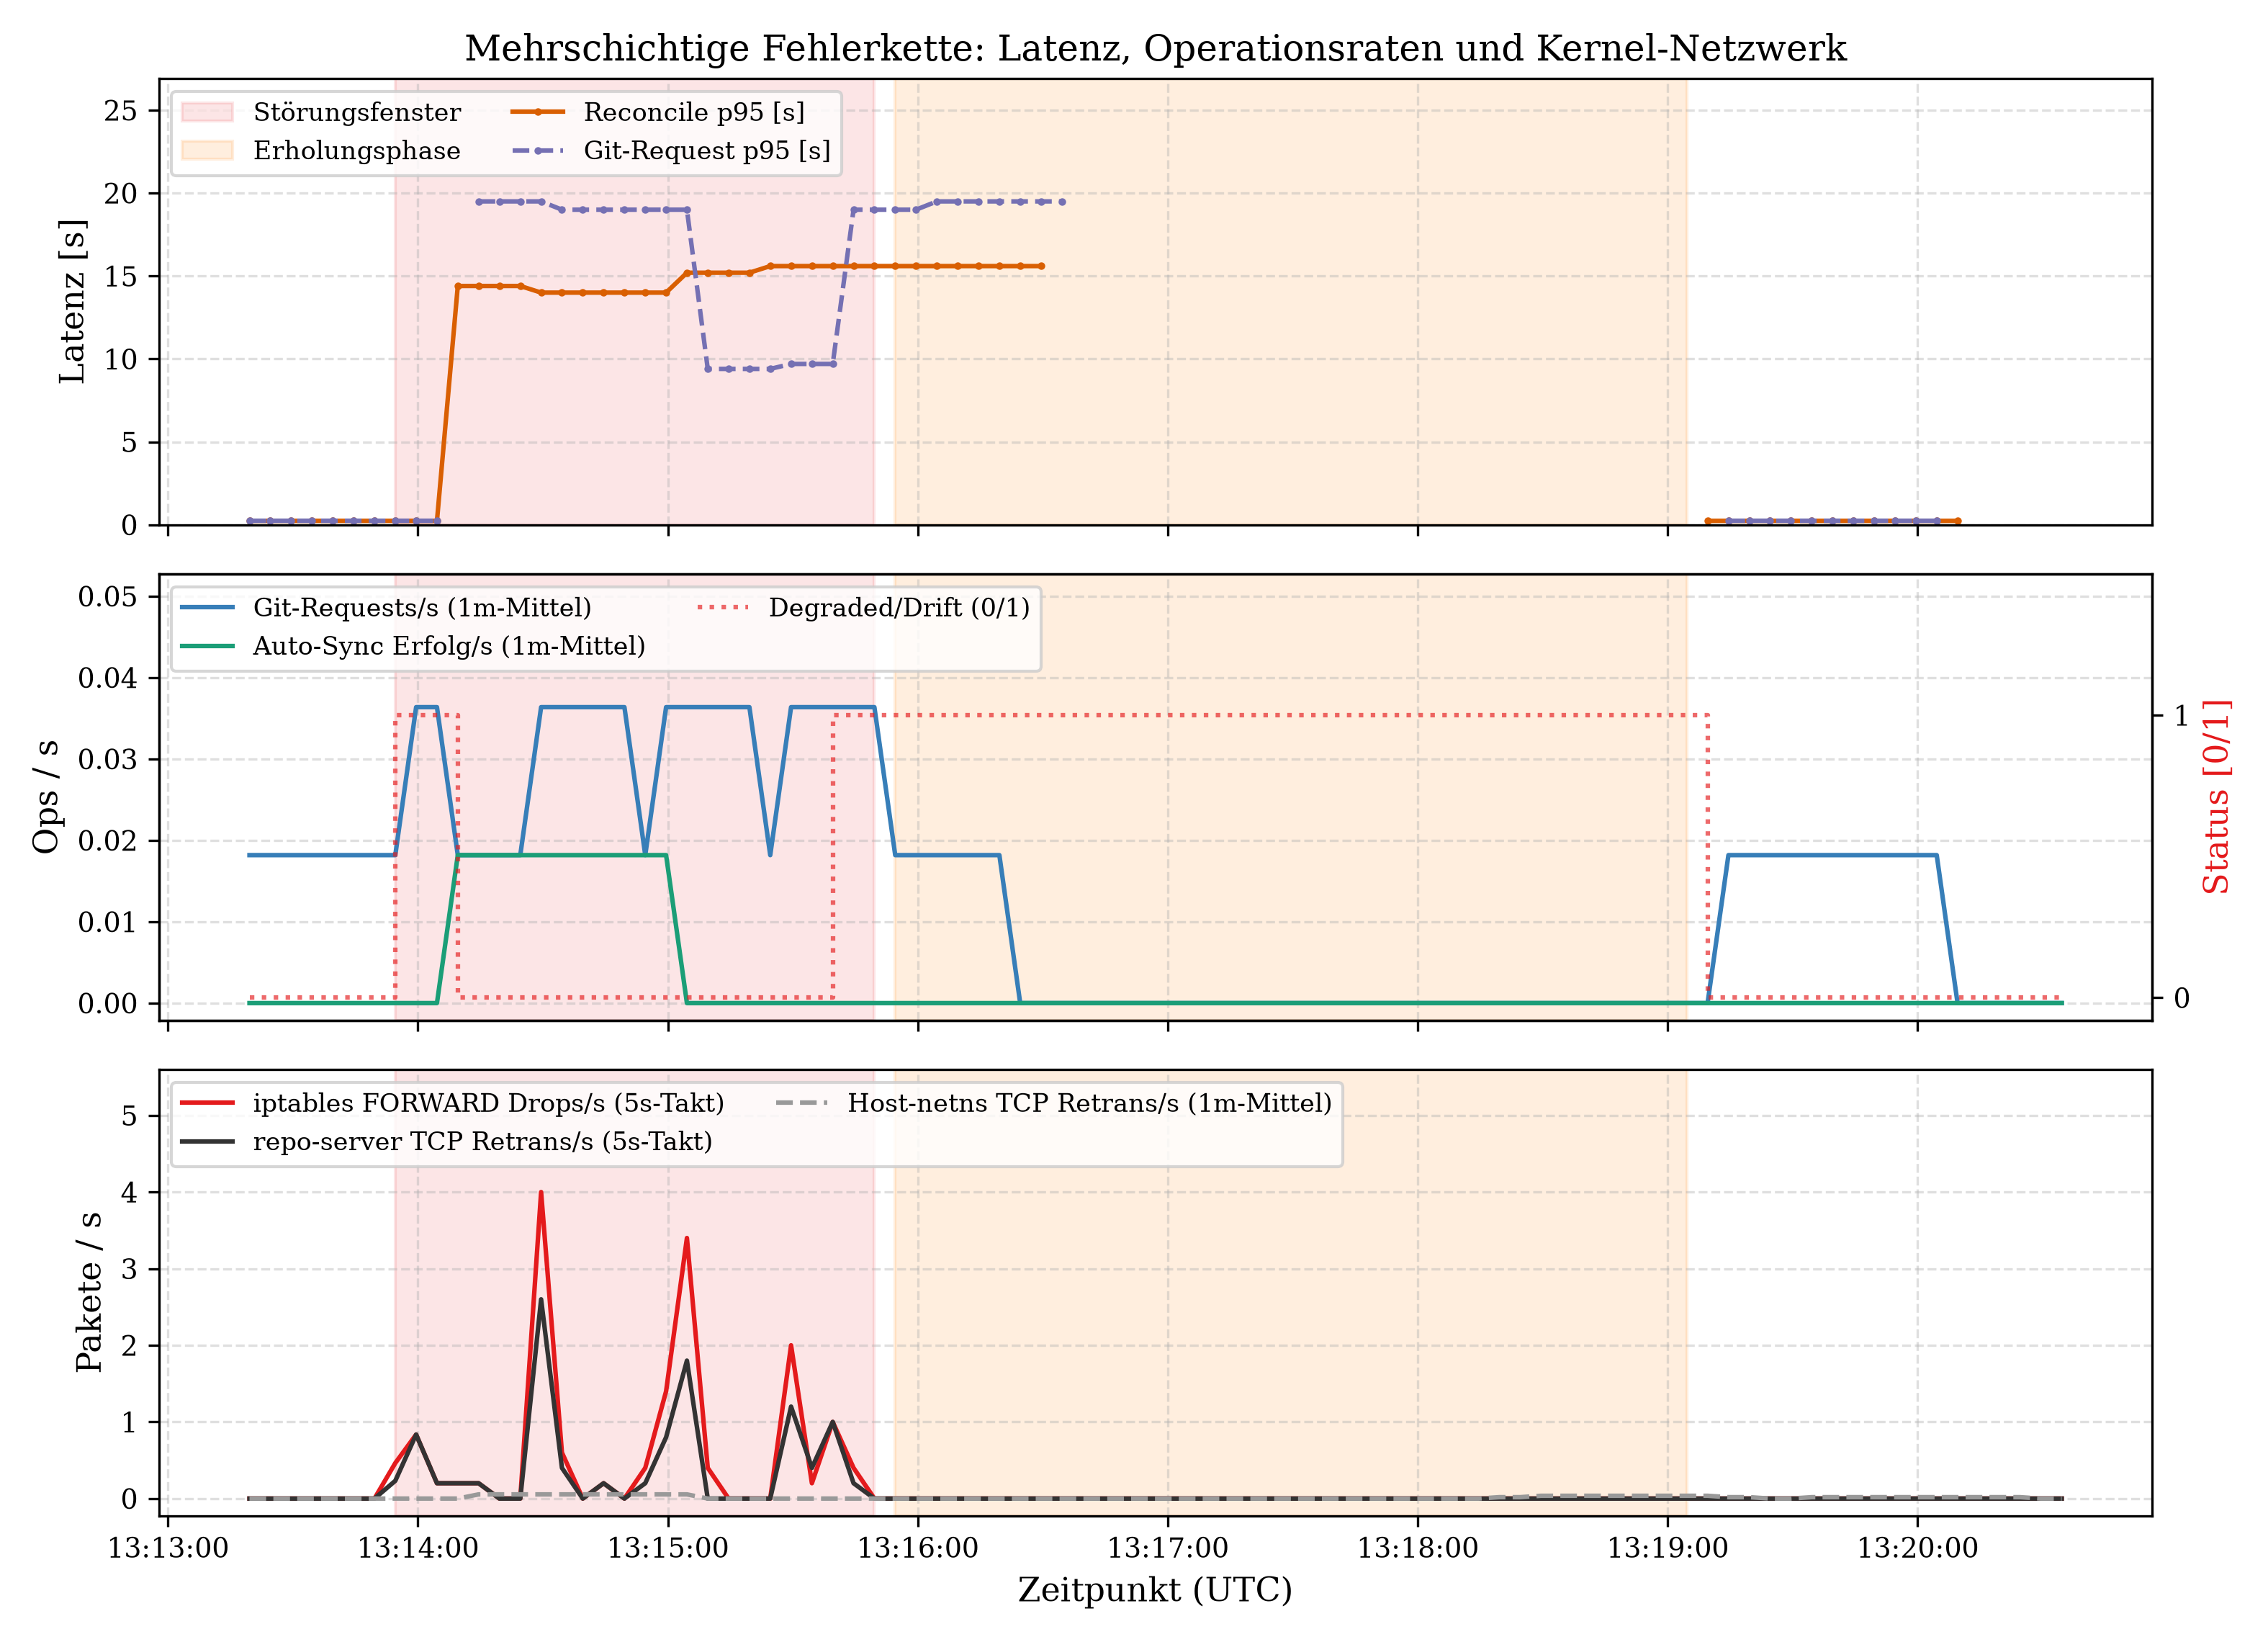 Mehrschichtige Fehlerkette: Latenz, Operationsraten und Kernel-Netzwerk
Latenz [s]
25
20
15
10
5
0
Störungsfenster
Erholungsphase
Reconcile p95 [s]
Git-Request p95 [s]
Ops / s
0.05
0.04
0.03
0.02
0.01
0.00
Git-Requests/s (1m-Mittel)
Auto-Sync Erfolg/s (1m-Mittel)
Degraded/Drift (0/1)
1
0
Status [0/1]
Pakete / s
5
4
3
2
1
0
iptables FORWARD Drops/s (5s-Takt)
repo-server TCP Retrans/s (5s-Takt)
Host-netns TCP Retrans/s (1m-Mittel)
13:13:00 13:14:00 13:15:00 13:16:00 13:17:00 13:18:00 13:19:00 13:20:00
Zeitpunkt (UTC)